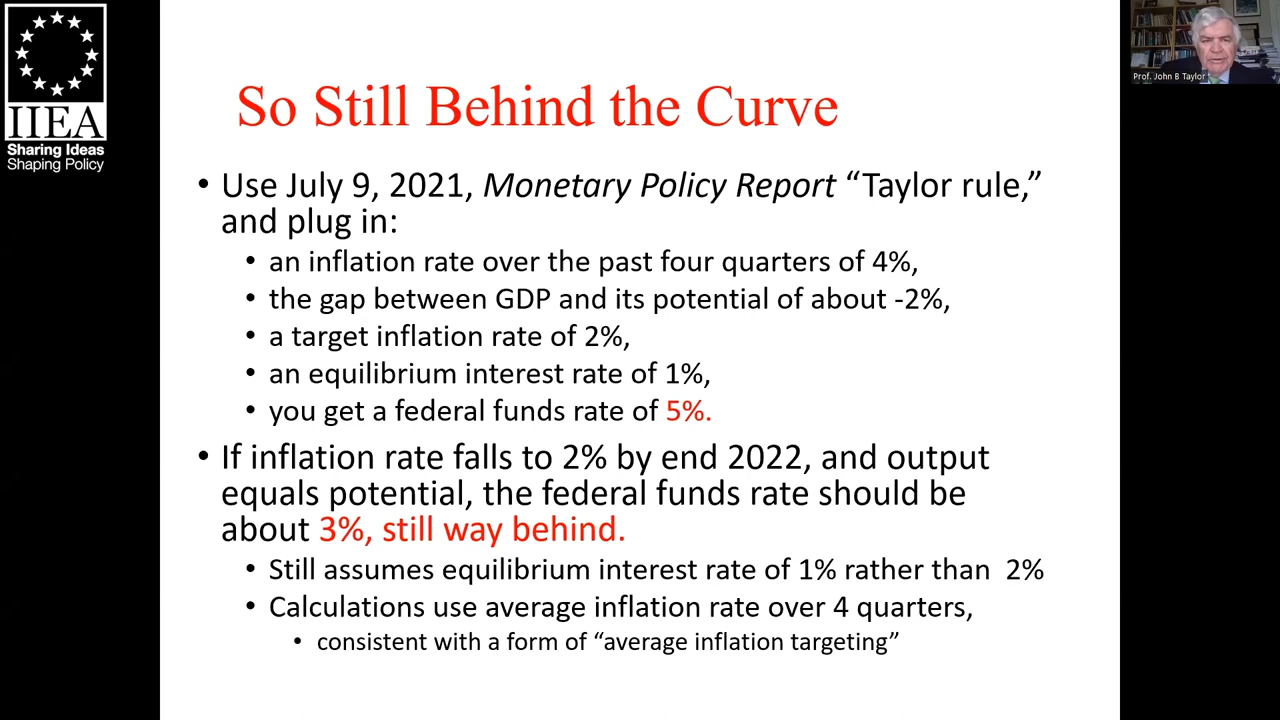 IIEA
Sharing Ideas
Shaping Policy
Prof. John B Taylor
So Still Behind the Curve
• Use July 9, 2021, Monetary Policy Report “Taylor rule,”
and plug in:
• an inflation rate over the past four quarters of 4%,
• the gap between GDP and its potential of about -2%,
• a target inflation rate of 2%,
• an equilibrium interest rate of 1%,
• you get a federal funds rate of 5%.
• If inflation rate falls to 2% by end 2022, and output
equals potential, the federal funds rate should be
about 3%, still way behind.
• Still assumes equilibrium interest rate of 1% rather than  2%
• Calculations use average inflation rate over 4 quarters,
• consistent with a form of “average inflation targeting”